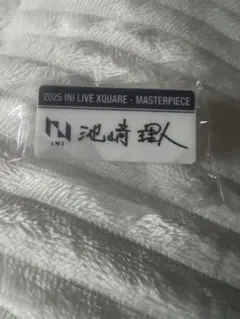 2025 INI LIVE XQUARE - MASTERPIECE
INI 池﨑 理人